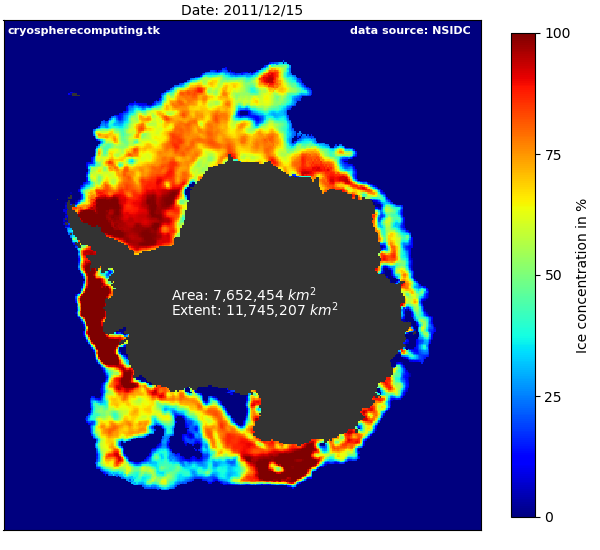 Date: 2011/12/15
cryospherecomputing.tk
data source: NSIDC
Area: 7,652,454 km²
Extent: 11,745,207 km²
100
75
50
25
0
Ice concentration in %